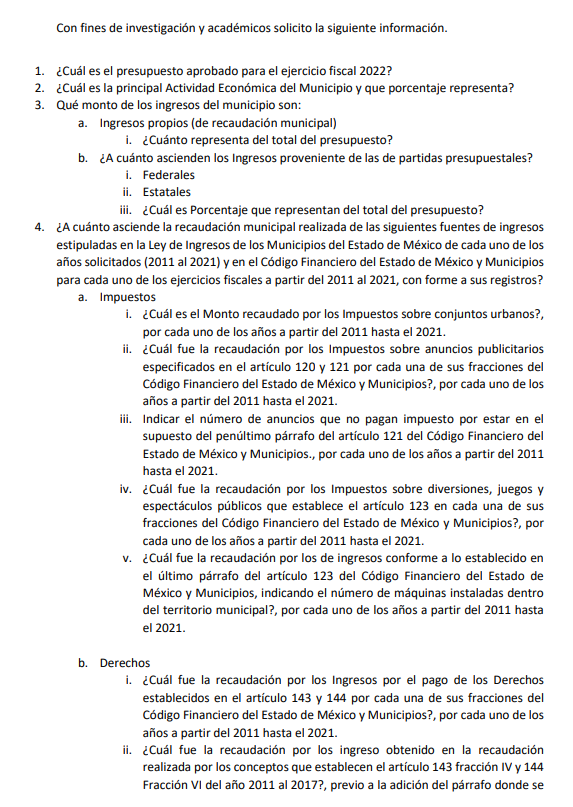 Con fines de investigación y académicos solicito la siguiente información.
1. ¿Cuál es el presupuesto aprobado para el ejercicio fiscal 2022?
2. ¿Cuál es la principal Actividad Económica del Municipio y que porcentaje representa?
3. Qué monto de los ingresos del municipio son:
a. Ingresos propios (de recaudación municipal)
i. ¿Cuánto representa del total del presupuesto?
b. ¿A cuánto ascienden los Ingresos proveniente de las de partidas presupuestales?
i. Federales
ii. Estatales
iii. ¿Cuál es Porcentaje que representan del total del presupuesto?
4. ¿A cuánto asciende la recaudación municipal realizada de las siguientes fuentes de ingresos
estipuladas en la Ley de Ingresos de los Municipios del Estado de México de cada uno de los
años solicitados (2011 al 2021) y en el Código Financiero del Estado de México y Municipios
para cada uno de los ejercicios fiscales a partir del 2011 al 2021, con forme a sus registros?
a. Impuestos
i. ¿Cuál es el Monto recaudado por los Impuestos sobre conjuntos urbanos?,
por cada uno de los años a partir del 2011 hasta el 2021.
ii. ¿Cuál fue la recaudación por los Impuestos sobre anuncios publicitarios
especificados en el artículo 120 y 121 por cada una de sus fracciones del
Código Financiero del Estado de México y Municipios?, por cada uno de los
años a partir del 2011 hasta el 2021.
iii. Indicar el número de anuncios que no pagan impuesto por estar en el
supuesto del penúltimo párrafo del artículo 121 del Código Financiero del
Estado de México y Municipios., por cada uno de los años a partir del 2011
hasta el 2021.
iv. ¿Cuál fue la recaudación por los Impuestos sobre diversiones, juegos y
espectáculos públicos que establece el artículo 123 en cada una de sus
fracciones del Código Financiero del Estado de México y Municipios?, por
cada uno de los años a partir del 2011 hasta el 2021.
v. ¿Cuál fue la recaudación por los de ingresos conforme a lo establecido en
el último párrafo del artículo 123 del Código Financiero del Estado de
México y Municipios, indicando el número de máquinas instaladas dentro
del territorio municipal?, por cada uno de los años a partir del 2011 hasta
el 2021.
b. Derechos
i. ¿Cuál fue la recaudación por los Ingresos por el pago de los Derechos
establecidos en el artículo 143 y 144 por cada una de sus fracciones del
Código Financiero del Estado de México y Municipios?, por cada uno de los
años a partir del 2011 hasta el 2021.
ii. ¿Cuál fue la recaudación por los ingreso obtenido en la recaudación
realizada por los conceptos que establecen el artículo 143 fracción IV y 144
Fracción VI del año 2011 al 2017?, previo a la adición del párrafo donde se